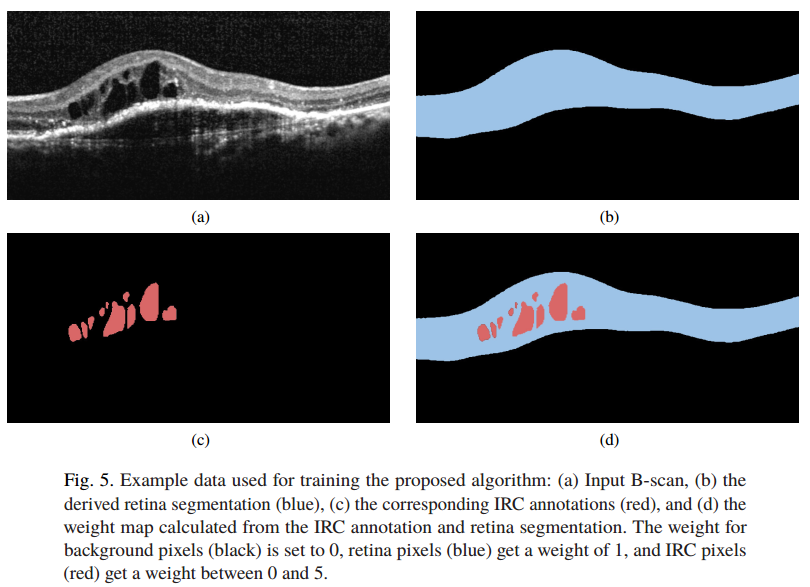 (a)
(b)
(c)
(d)
Fig. 5. Example data used for training the proposed algorithm: (a) Input B-scan, (b) the
derived retina segmentation (blue), (c) the corresponding IRC annotations (red), and (d) the
weight map calculated from the IRC annotation and retina segmentation. The weight for
background pixels (black) is set to 0, retina pixels (blue) get a weight of 1, and IRC pixels
(red) get a weight between 0 and 5.